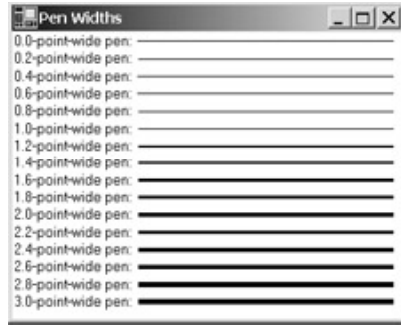 Pen Widths
0.0-point-wide pen:
0.2-point-wide pen:
0.4-point-wide pen:
0.6-point-wide pen:
0.8-point-wide pen:
1.0-point-wide pen:
1.2-point-wide pen:
1.4-point-wide pen:
1.6-point-wide pen:
1.8-point-wide pen:
2.0-point-wide pen:
2.2-point-wide pen:
2.4-point-wide pen:
2.6-point-wide pen:
2.8-point-wide pen:
3.0-point-wide pen: